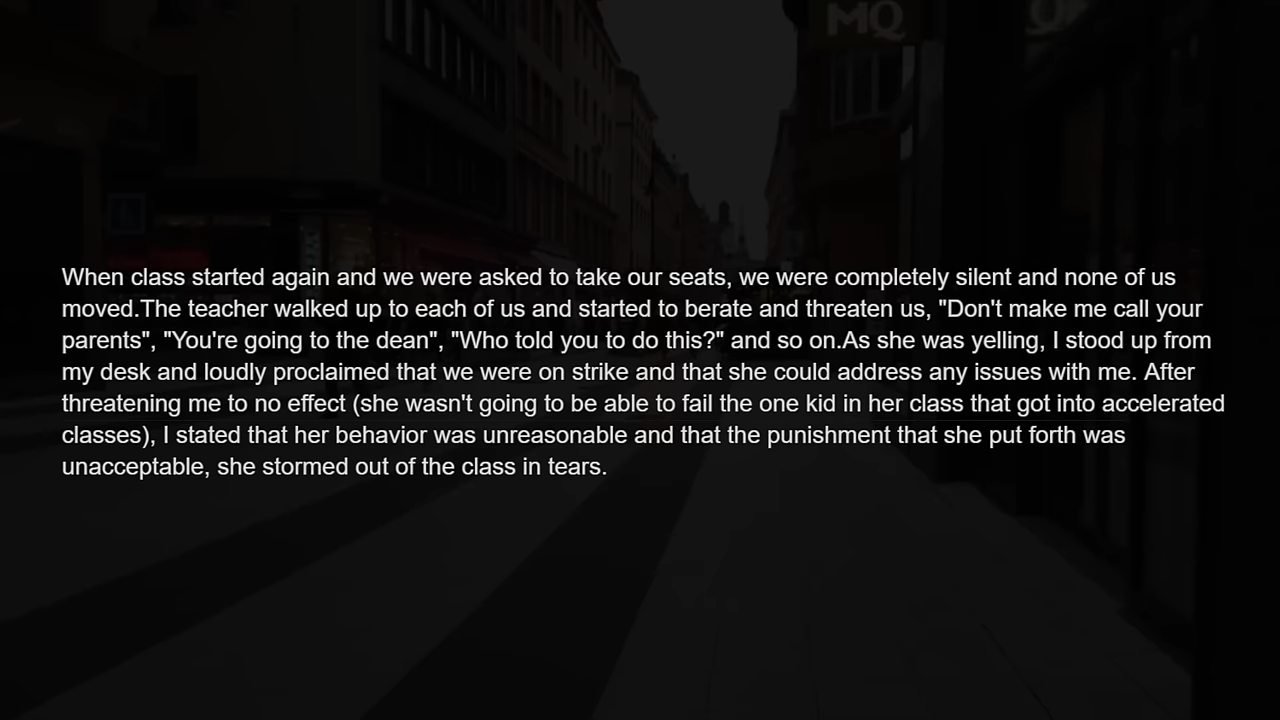 MQ
When class started again and we were asked to take our seats, we were completely silent and none of us
moved.The teacher walked up to each of us and started to berate and threaten us, "Don't make me call your
parents", "You're going to the dean", "Who told you to do this?" and so on.As she was yelling, I stood up from
my desk and loudly proclaimed that we were on strike and that she could address any issues with me. After
threatening me to no effect (she wasn't going to be able to fail the one kid in her class that got into accelerated
classes), I stated that her behavior was unreasonable and that the punishment that she put forth was
unacceptable, she stormed out of the class in tears.